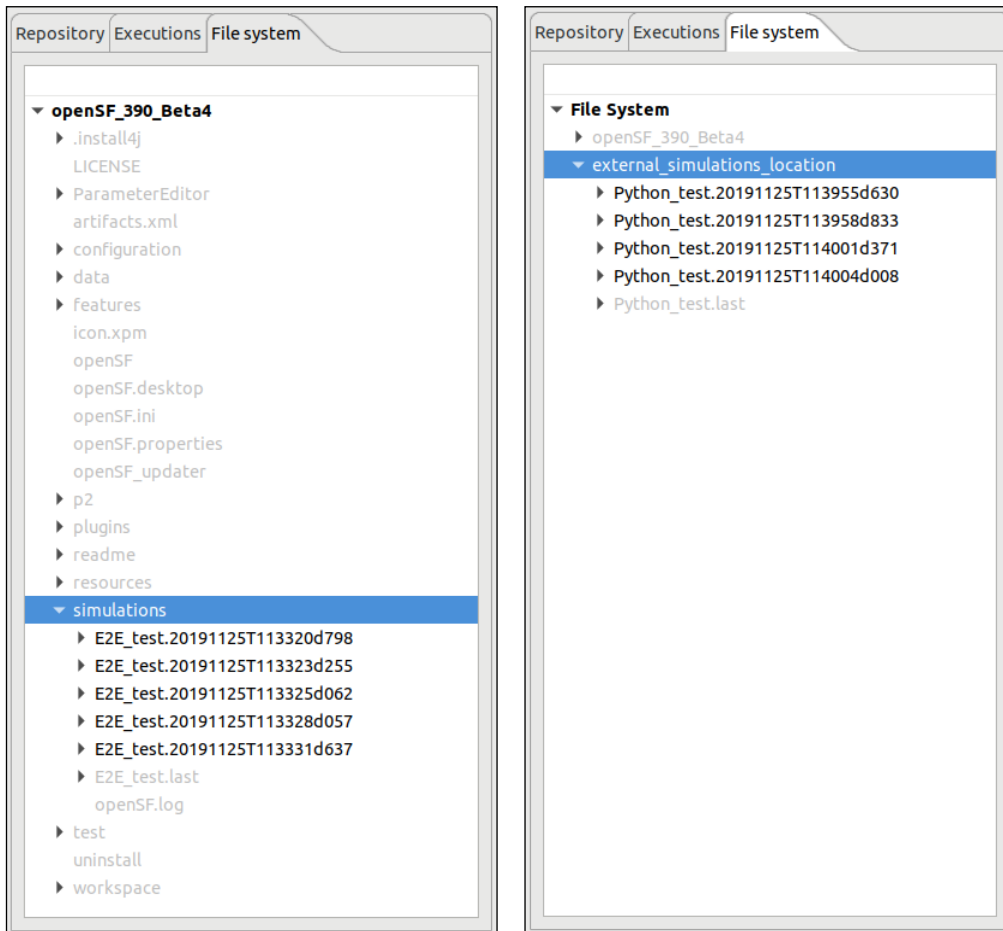 Repository Executions File system
openSF_390_Beta4
.install4j
LICENSE
ParameterEditor
artifacts.xml
configuration
data
features
icon.xpm
openSF
openSF.desktop
openSF.ini
openSF.properties
openSF_updater
p2
plugins
readme
resources
simulations
E2E_test.20191125T113320d798
E2E_test.20191125T113323d255
E2E_test.20191125T113325d062
E2E_test.20191125T113328d057
E2E_test.20191125T113331d637
E2E_test.last
openSF.log
test
uninstall
workspace
Repository Executions File system
File System
openSF_390_Beta4
external_simulations_location
Python_test.20191125T113955d630
Python_test.20191125T113958d833
Python_test.20191125T114001d371
Python_test.20191125T114004d008
Python_test.last